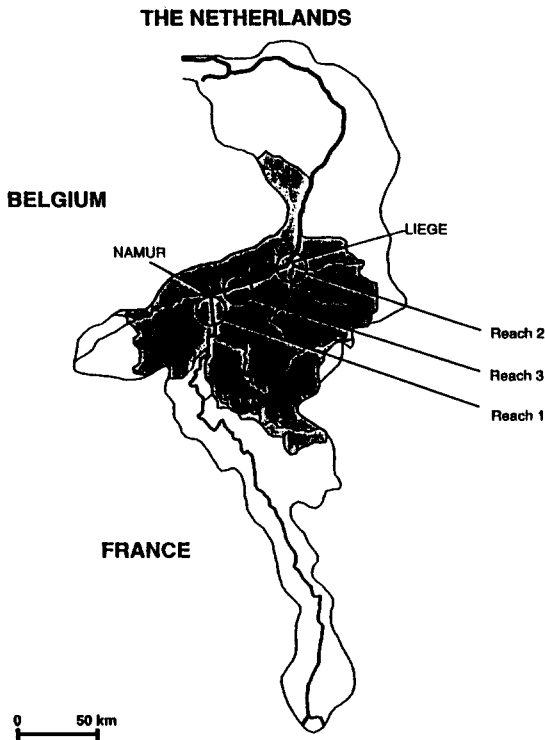 THE NETHERLANDS
BELGIUM
LIEGE
NAMUR
Reach 2
Reach 3
Reach 1
FRANCE
0 50 km